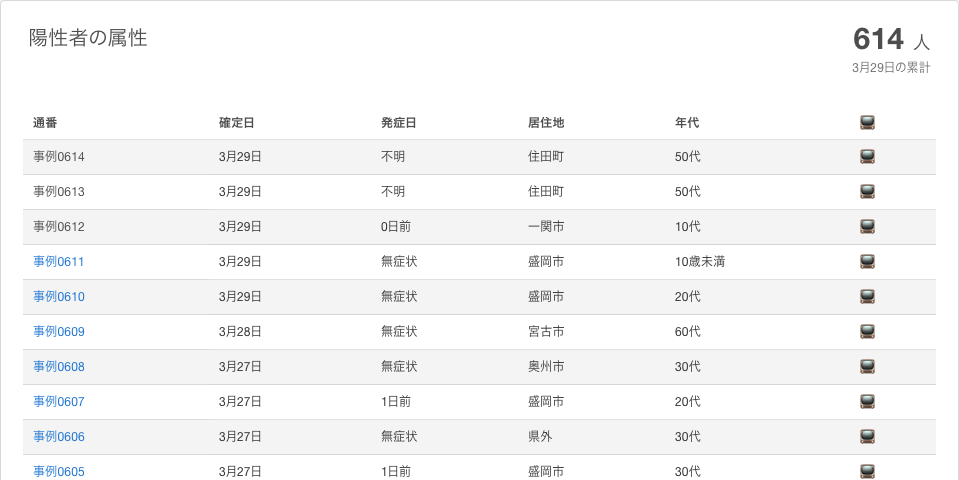 陽性者の属性
614 人
3月29日の累計
通番 確定日 発症日 居住地 年代
事例0614 3月29日 不明 住田町 50代
事例0613 3月29日 不明 住田町 50代
事例0612 3月29日 0日前 一関市 10代
事例0611 3月29日 無症状 盛岡市 10歳未満
事例0610 3月29日 無症状 盛岡市 20代
事例0609 3月28日 無症状 宮古市 60代
事例0608 3月27日 無症状 奥州市 30代
事例0607 3月27日 1日前 盛岡市 20代
事例0606 3月27日 無症状 県外 30代
事例0605 3月27日 1日前 盛岡市 30代